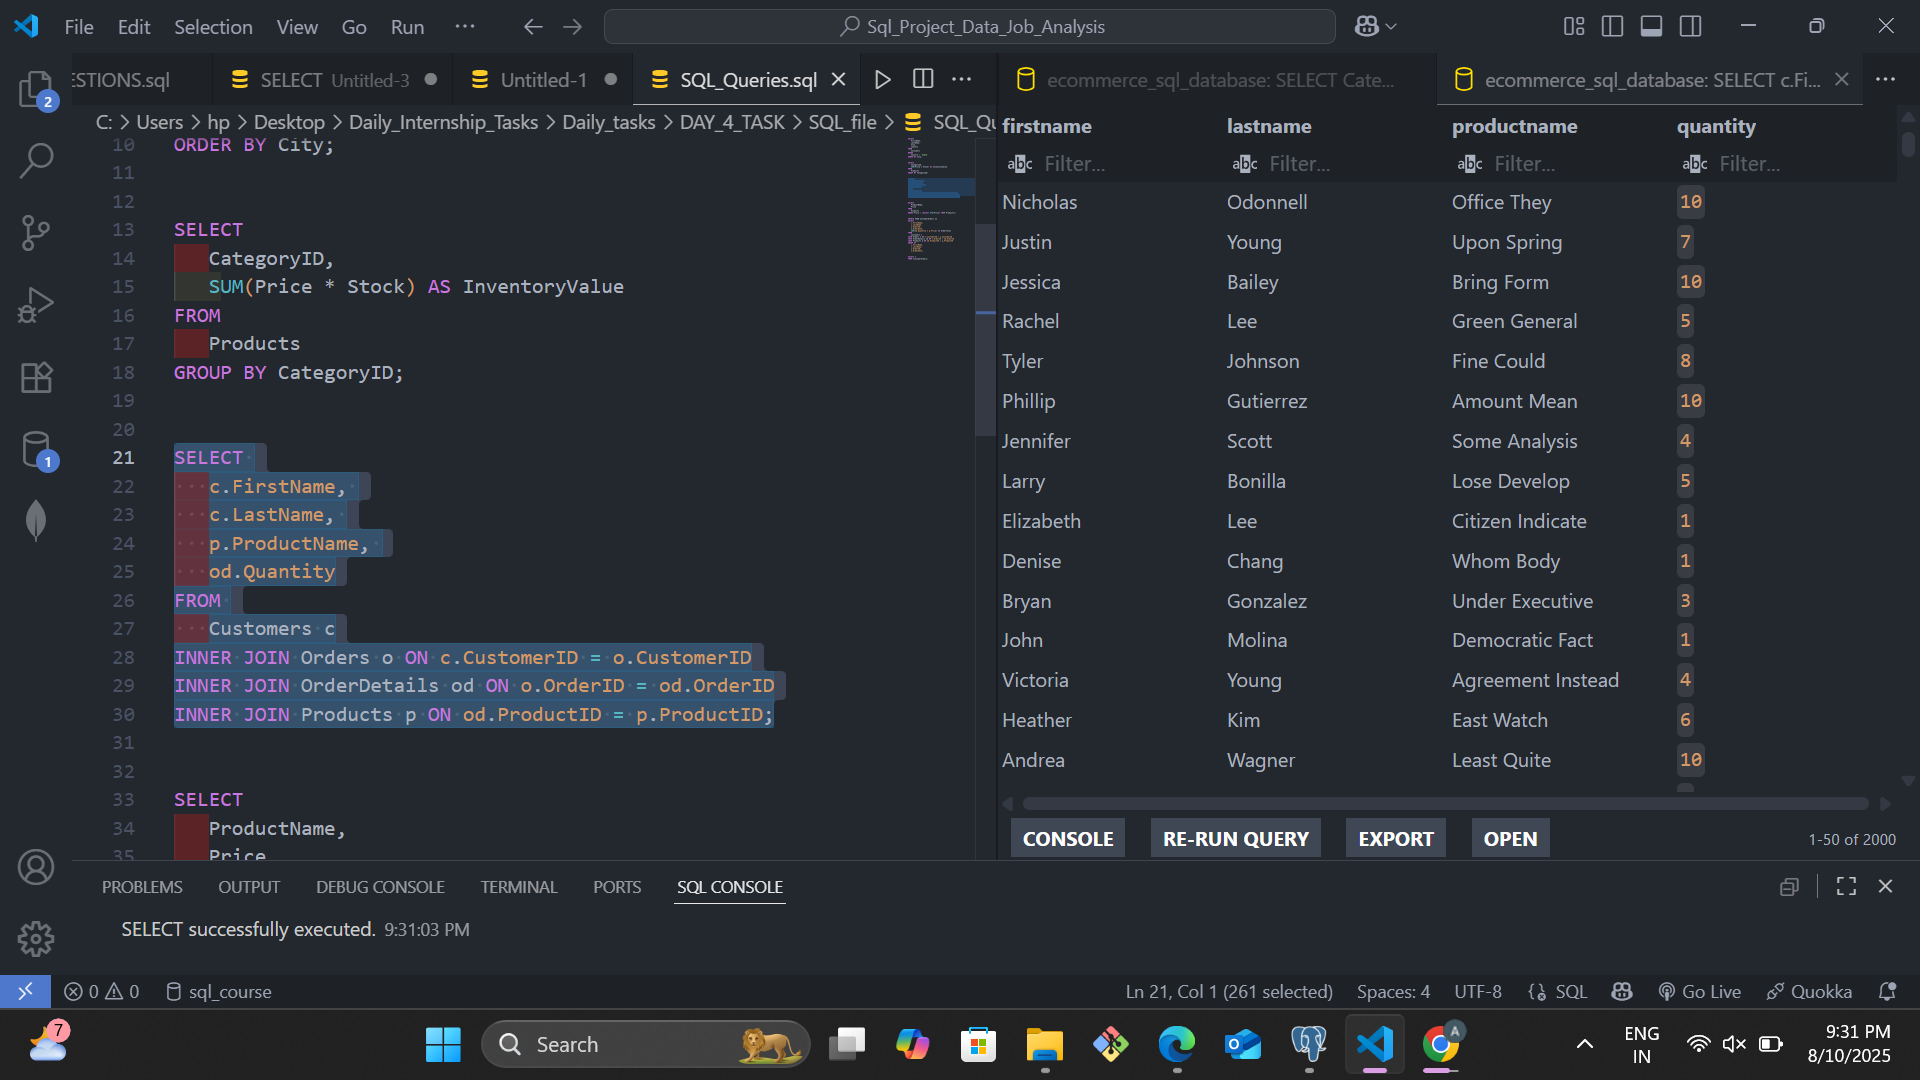 File Edit Selection View Go Run ··· Sql_Project_Data_Job_Analysis
ESTIONS.sql SELECT Untitled-3 Untitled-1 SQL_Queries.sql ecommerce_sql_database: SELECT Cate... ecommerce_sql_database: SELECT c.Fi...
C: > Users > hp > Desktop > Daily_Internship_Tasks > Daily_tasks > DAY_4_TASK > SQL_file > SQL_Qu
10 ORDER BY City;
11
12
13 SELECT
14 CategoryID,
15 SUM(Price * Stock) AS InventoryValue
16 FROM
17 Products
18 GROUP BY CategoryID;
19
20
21 SELECT
22 c.FirstName,
23 c.LastName,
24 p.ProductName,
25 od.Quantity
26 FROM
27 Customers c
28 INNER JOIN Orders o ON c.CustomerID = o.CustomerID
29 INNER JOIN OrderDetails od ON o.OrderID = od.OrderID
30 INNER JOIN Products p ON od.ProductID = p.ProductID;
31
32
33 SELECT
34 ProductName,
35 Price
firstname lastname productname quantity
abc Filter... abc Filter... abc Filter... abc Filter...
Nicholas Odonnell Office They 10
Justin Young Upon Spring 7
Jessica Bailey Bring Form 10
Rachel Lee Green General 5
Tyler Johnson Fine Could 8
Phillip Gutierrez Amount Mean 10
Jennifer Scott Some Analysis 4
Larry Bonilla Lose Develop 5
Elizabeth Lee Citizen Indicate 1
Denise Chang Whom Body 1
Bryan Gonzalez Under Executive 3
John Molina Democratic Fact 1
Victoria Young Agreement Instead 4
Heather Kim East Watch 6
Andrea Wagner Least Quite 10
CONSOLE RE-RUN QUERY EXPORT OPEN 1-50 of 2000
2
1
PROBLEMS OUTPUT DEBUG CONSOLE TERMINAL PORTS SQL CONSOLE
SELECT successfully executed. 9:31:03 PM
0 0 sql_course Ln 21, Col 1 (261 selected) Spaces: 4 UTF-8 SQL Go Live Quokka
7 Search A ENG
IN
9:31 PM
8/10/2025